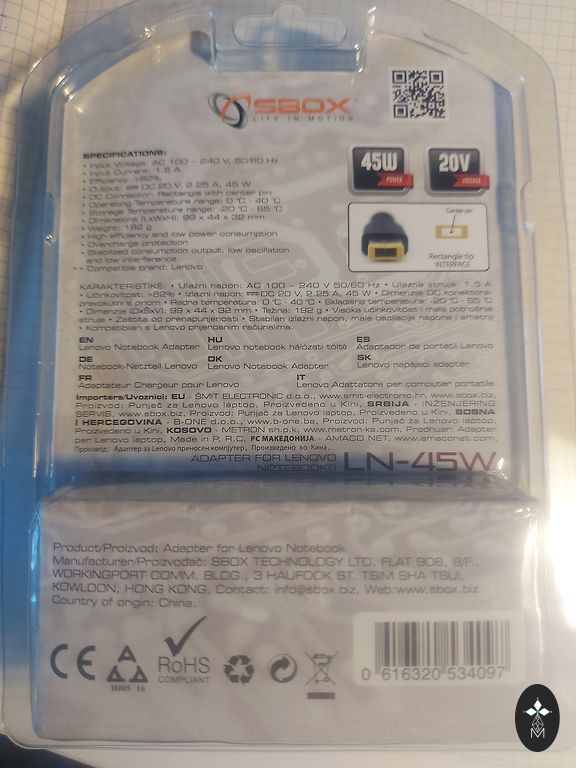 SBOX
LIFE IN MOTION
SPECIFICATIONS:
• Input Voltage: AC 100 - 240 V, 50/60 Hz
• Input Current: 1.5 A
• Efficiency: >82%
• Output: DC 20 V, 2.25 A, 45 W
• DC Connector: Rectangle with center pin
• Operating Temperature range: 0 °C - 40 °C
• Storage Temperature range: -20 °C - 65 °C
• Dimensions (LxWxH): 99 x 44 x 32 mm
• Weight: 192 g
• High efficiency and low power consumption
• Overcharge protection
• Stabilized consumption output, low oscillation
and low interference
• Compatible brand: Lenovo
45W
POWER
20V
VOLTAGE
Center pin
Rectangle tip
INTERFACE
KARAKTERISTIKE: • Ulazni napon: AC 100 - 240 V 50/60 Hz • Ulazna struja: 1.5 A
• Učinkovitost: >82% • Izlazni napon: DC 20 V, 2.25 A, 45 W • Dimenzije DC konektora:
pravokutni s pinom • Radna temperatura: 0 °C - 40 °C • Skladišna temperatura: -20 °C - 65 °C
• Dimenzije (DxŠxV): 99 x 44 x 32 mm • Težina: 192 g • Visoka učinkovitost i mala potrošnja
struje • Zaštita od prenapunjenosti • Stabilan izlazni napon, male oscilacije napona i smetnji
• Kompatibilan s Lenovo prijenosnim računalima.
EN
Lenovo Notebook Adapter
HU
Lenovo notebook hálózati töltő
ES
Adaptador de portátil Lenovo
DE
Notebook-Netzteil Lenovo
DK
Lenovo Notebook Adapter
SK
Lenovo napájací adaptér
FR
Adaptateur Chargeur pour Lenovo
IT
Lenovo Adattatore per computer portatile
Importers/Uvoznici: EU - SMIT ELECTRONIC d.o.o., www.smit-electronic.hr, www.sbox.biz,
Proizvod: Punjač za Lenovo laptop, Proizvedeno u Kini, SRBIJA - INŽENJERING
SERVIS, www.sbox.biz, Proizvod: Punjač za Lenovo laptop, Proizvedeno u Kini, BOSNA
I HERCEGOVINA - B-ONE d.o.o., www.b-one.ba, Proizvod: Punjač za Lenovo laptop,
Proizvedeno u Kini, KOSOVO - METRON sh.p.k, www.metron-ks.com, Prodhuar: Adapter
për Lenovo laptop, Made in P.R.C, РС МАКЕДОНИЈА - AMACO NET, www.amaconet.com,
Производ: Адаптер за Lenovo преносен компјутер, Произведено во Кина.
ADAPTER FOR LENOVO
NOTEBOOKS LN-45W
Product/Proizvod: Adapter for Lenovo Notebook
Manufacturer/Proizvođač: SBOX TECHNOLOGY LTD, FLAT 906, 9/F.,
WORKINGPORT COMM. BLDG., 3 HAUFOOK ST. TSIM SHA TSUI,
KOWLOON, HONG KONG, Contact: info@sbox.biz, Web:www.sbox.biz
Country of origin: China.
CE
A A A
H005 16
RoHS
COMPLIANT
0 616320 534097
M